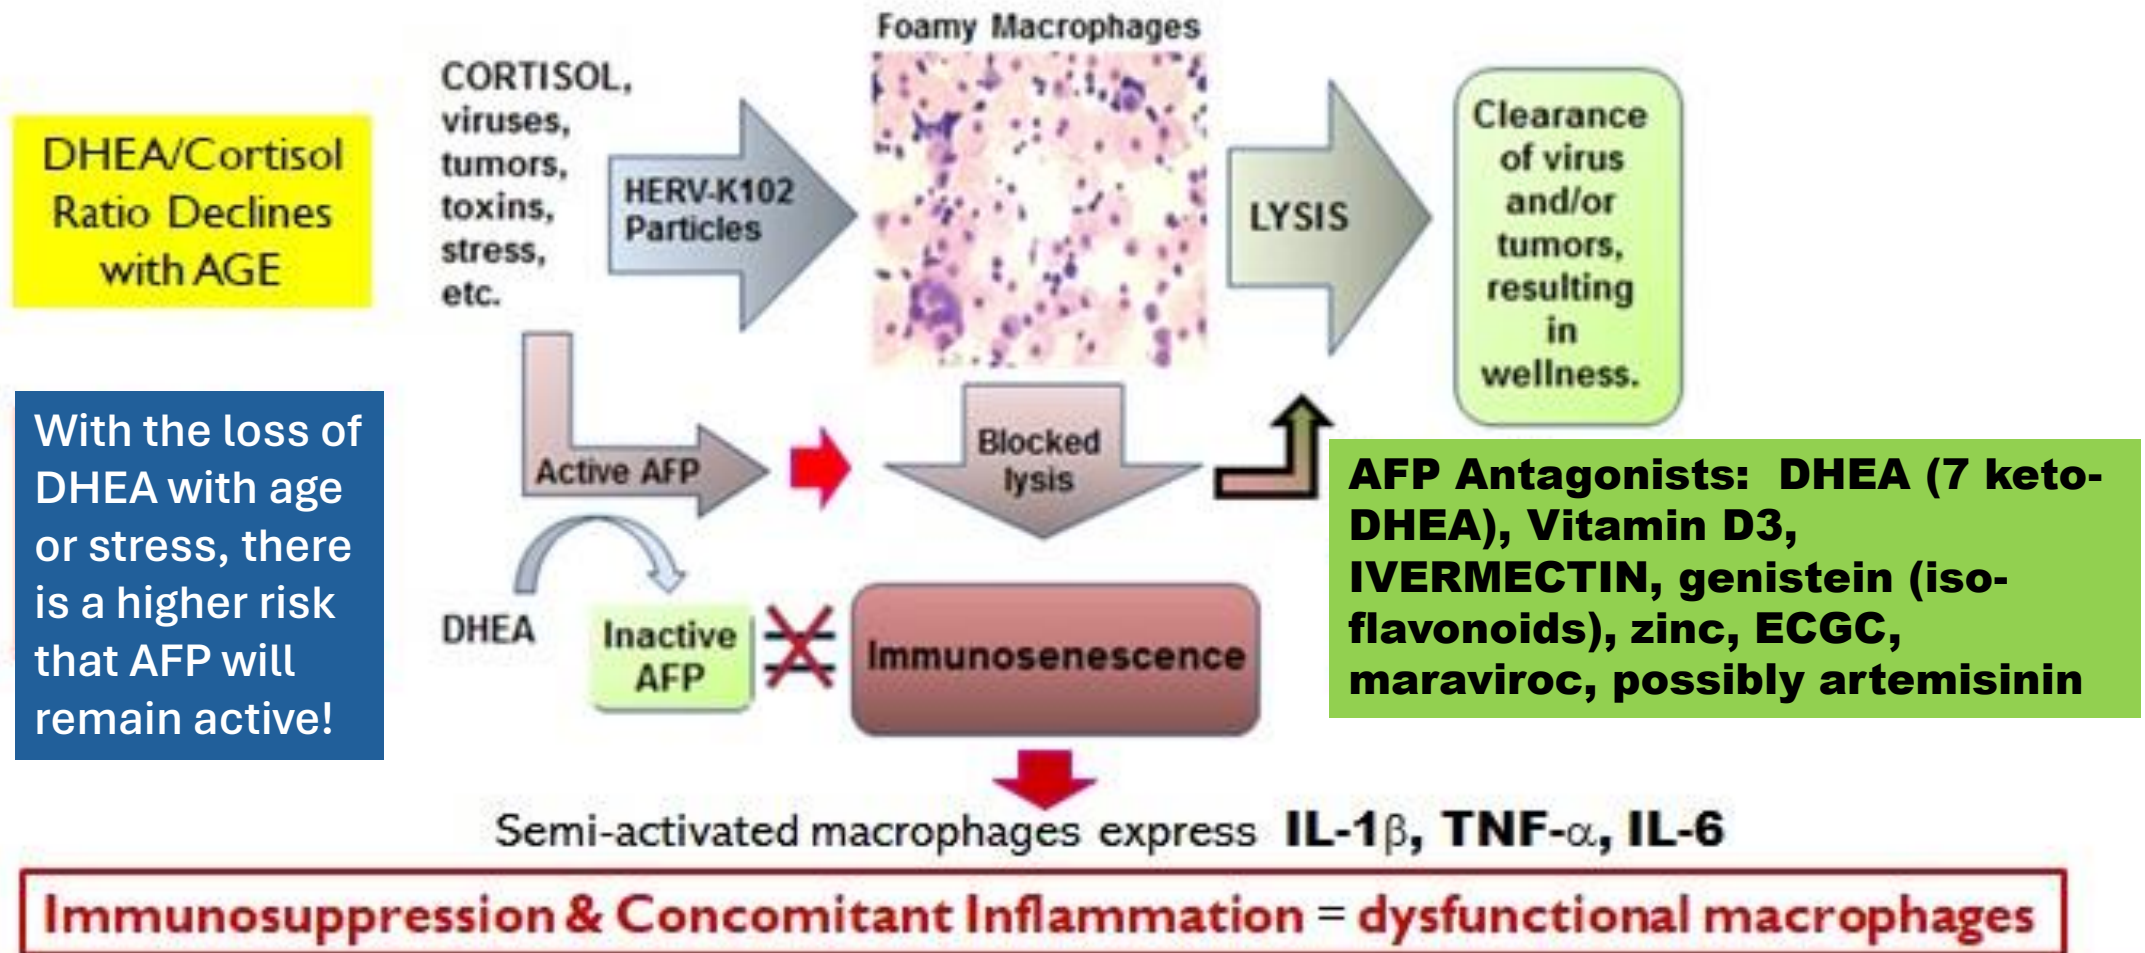 Foamy Macrophages
CORTISOL,
viruses,
tumors,
toxins,
stress,
etc.
DHEA/Cortisol
Ratio Declines
with AGE
HERV-K102
Particles
LYSIS
Clearance
of virus
and/or
tumors,
resulting
in
wellness.
With the loss of
DHEA with age
or stress, there
is a higher risk
that AFP will
remain active!
Active AFP
Blocked
lysis
AFP Antagonists: DHEA (7 keto-
DHEA), Vitamin D3,
IVERMECTIN, genistein (iso-
flavonoids), zinc, ECGC,
maraviroc, possibly artemisinin
DHEA
Inactive
AFP
Immunosenescence
Semi-activated macrophages express IL-1β, TNF-α, IL-6
Immunosuppression & Concomitant Inflammation = dysfunctional macrophages